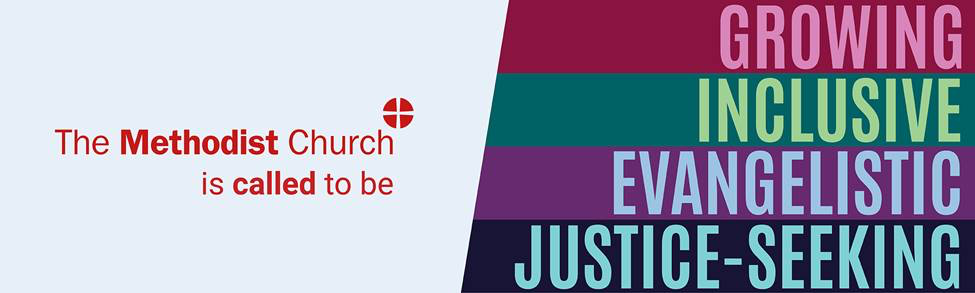 The Methodist Church
is called to be
GROWING
INCLUSIVE
EVANGELISTIC
JUSTICE-SEEKING